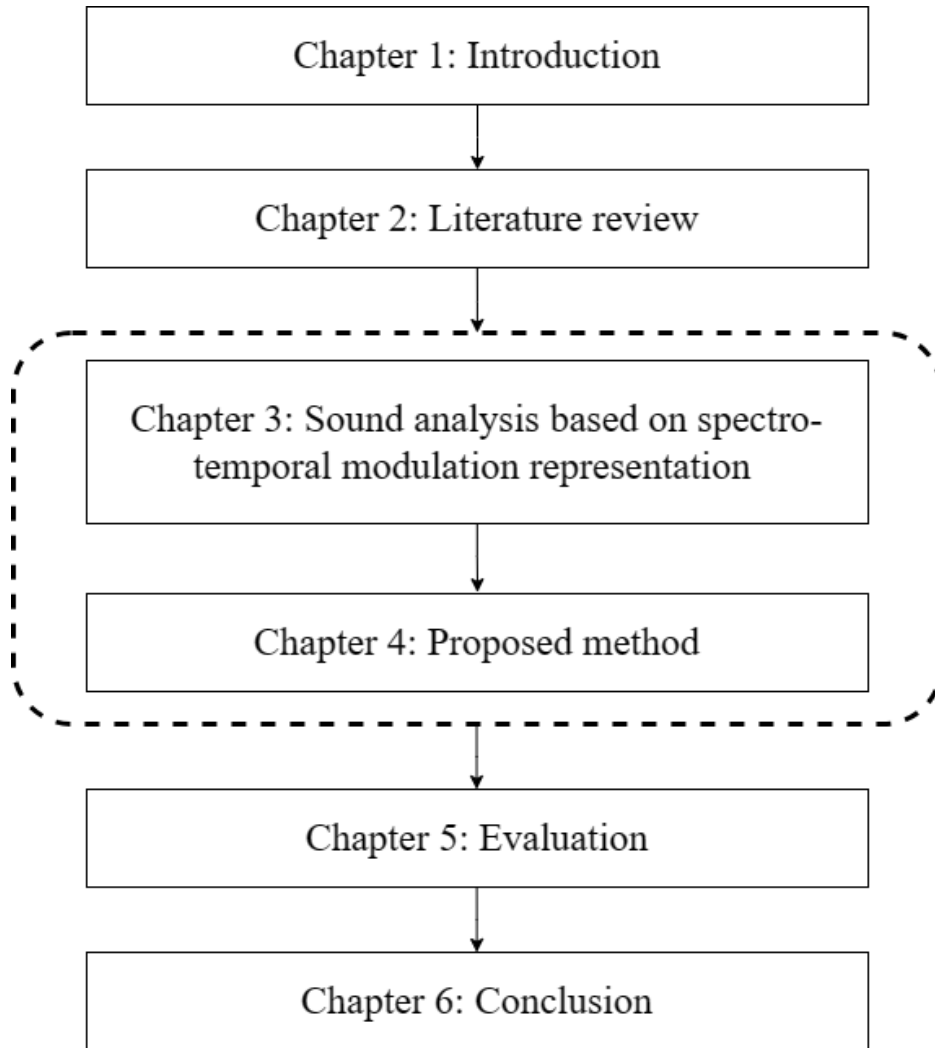 Chapter 1: Introduction
Chapter 2: Literature review
Chapter 3: Sound analysis based on spectro-
temporal modulation representation
Chapter 4: Proposed method
Chapter 5: Evaluation
Chapter 6: Conclusion